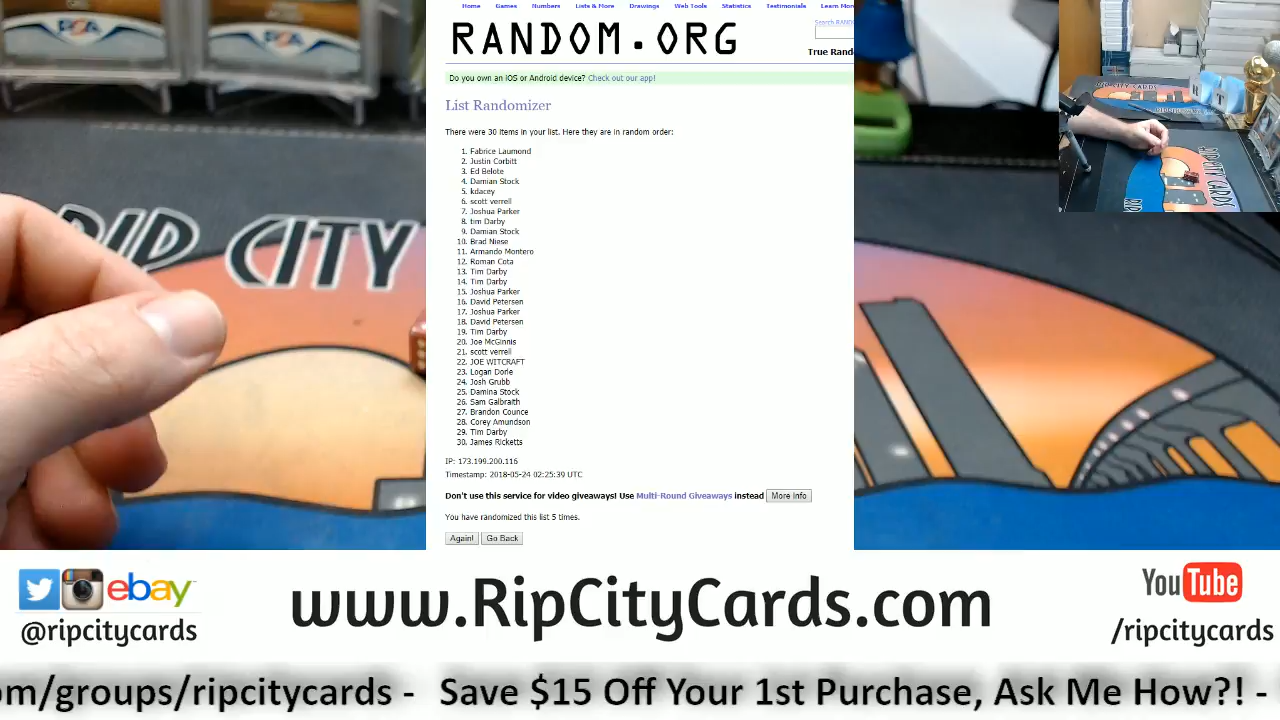 Home Games Numbers Lists & More Drawings Web Tools Statistics Testimonials Learn Mor
RANDOM.ORG
Search RAND
True Rand
Do you own an iOS or Android device? Check out our app!
List Randomizer
There were 30 items in your list. Here they are in random order:
1. Fabrice Laumond
2. Justin Corbitt
3. Ed Belote
4. Damian Stock
5. kdacey
6. scott verrell
7. Joshua Parker
8. tim Darby
9. Damian Stock
10. Brad Niese
11. Armando Montero
12. Roman Cota
13. Tim Darby
14. Tim Darby
15. Joshua Parker
16. David Petersen
17. Joshua Parker
18. David Petersen
19. Tim Darby
20. Joe McGinnis
21. scott verrell
22. JOE WITCRAFT
23. Logan Dorie
24. Josh Grubb
25. Damina Stock
26. Sam Galbraith
27. Brandon Counce
28. Corey Amundson
29. Tim Darby
30. James Ricketts
IP: 173.199.200.116
Timestamp: 2018-05-24 02:25:39 UTC
Don't use this service for video giveaways! Use Multi-Round Giveaways instead More Info
You have randomized this list 5 times.
Again! Go Back
RIP CITY
RIP CITY CARDS
PSA
PSA
ebay
@ripcitycards
www.RipCityCards.com
YouTube
/ripcitycards
om/groups/ripcitycards - Save $15 Off Your 1st Purchase, Ask Me How?! -